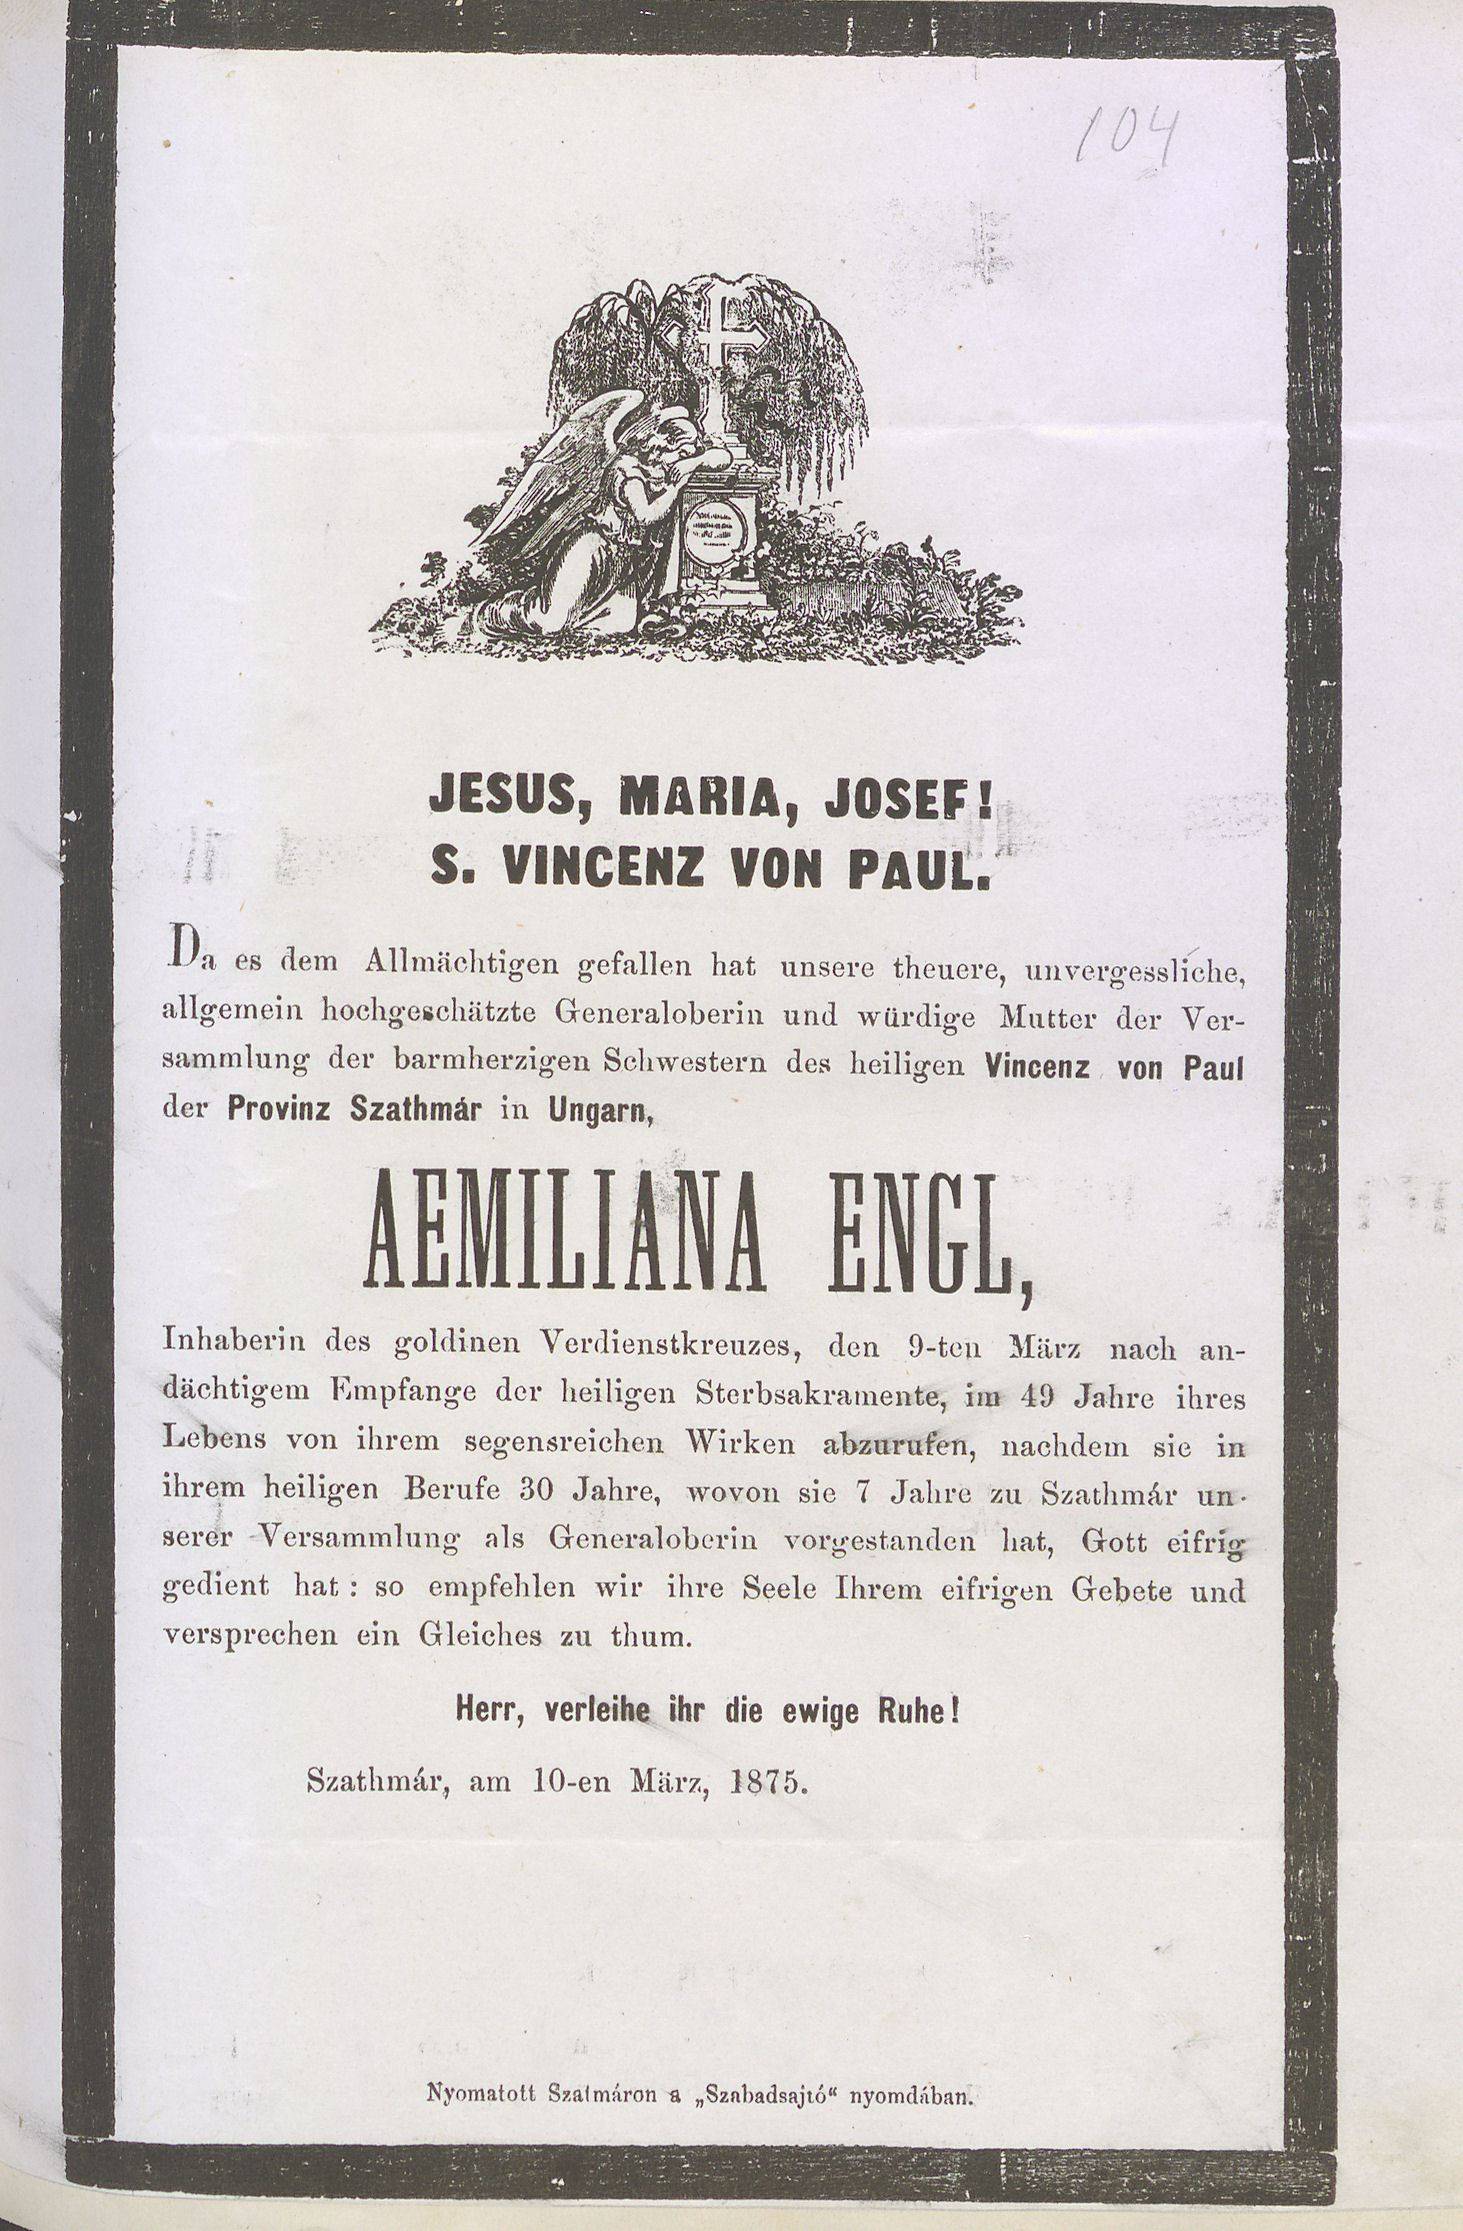 104
JESUS, MARIA, JOSEF!
S. VINCENZ VON PAUL.
Da es dem Allmächtigen gefallen hat unsere theuere, unvergessliche,
allgemein hochgeschätzte Generaloberin und würdige Mutter der Ver-
sammlung der barmherzigen Schwestern des heiligen Vincenz von Paul
der Provinz Szathmár in Ungarn,
AEMILIANA ENGL,
Inhaberin des goldinen Verdienstkreuzes, den 9-ten März nach an-
dächtigem Empfange der heiligen Sterbsakramente, im 49 Jahre ihres
Lebens von ihrem segensreichen Wirken abzurufen, nachdem sie in
ihrem heiligen Berufe 30 Jahre, wovon sie 7 Jahre zu Szathmár un-
serer Versammlung als Generaloberin vorgestanden hat, Gott eifrig
gedient hat: so empfehlen wir ihre Seele Ihrem eifrigen Gebete und
versprechen ein Gleiches zu thum.
Herr, verleihe ihr die ewige Ruhe!
Szathmár, am 10-en März, 1875.
Nyomatott Szatmáron a „Szabadsajtó“ nyomdában.